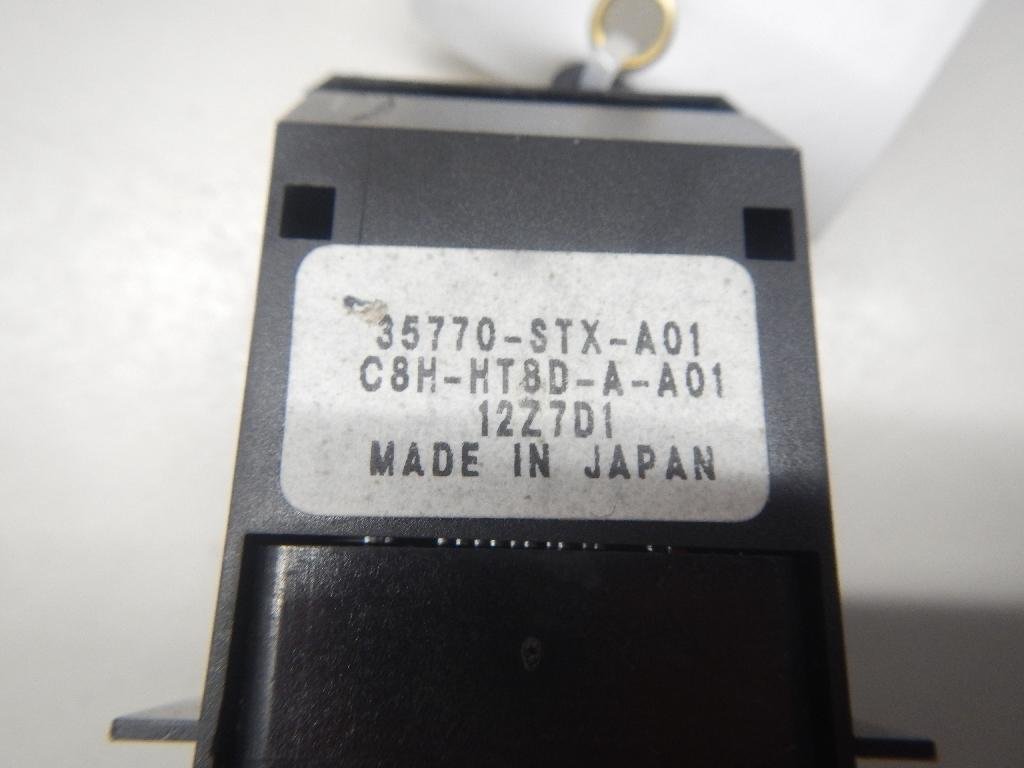 35770-STX-A01
C8H-HT8D-A-A01
12Z7D1
MADE IN JAPAN